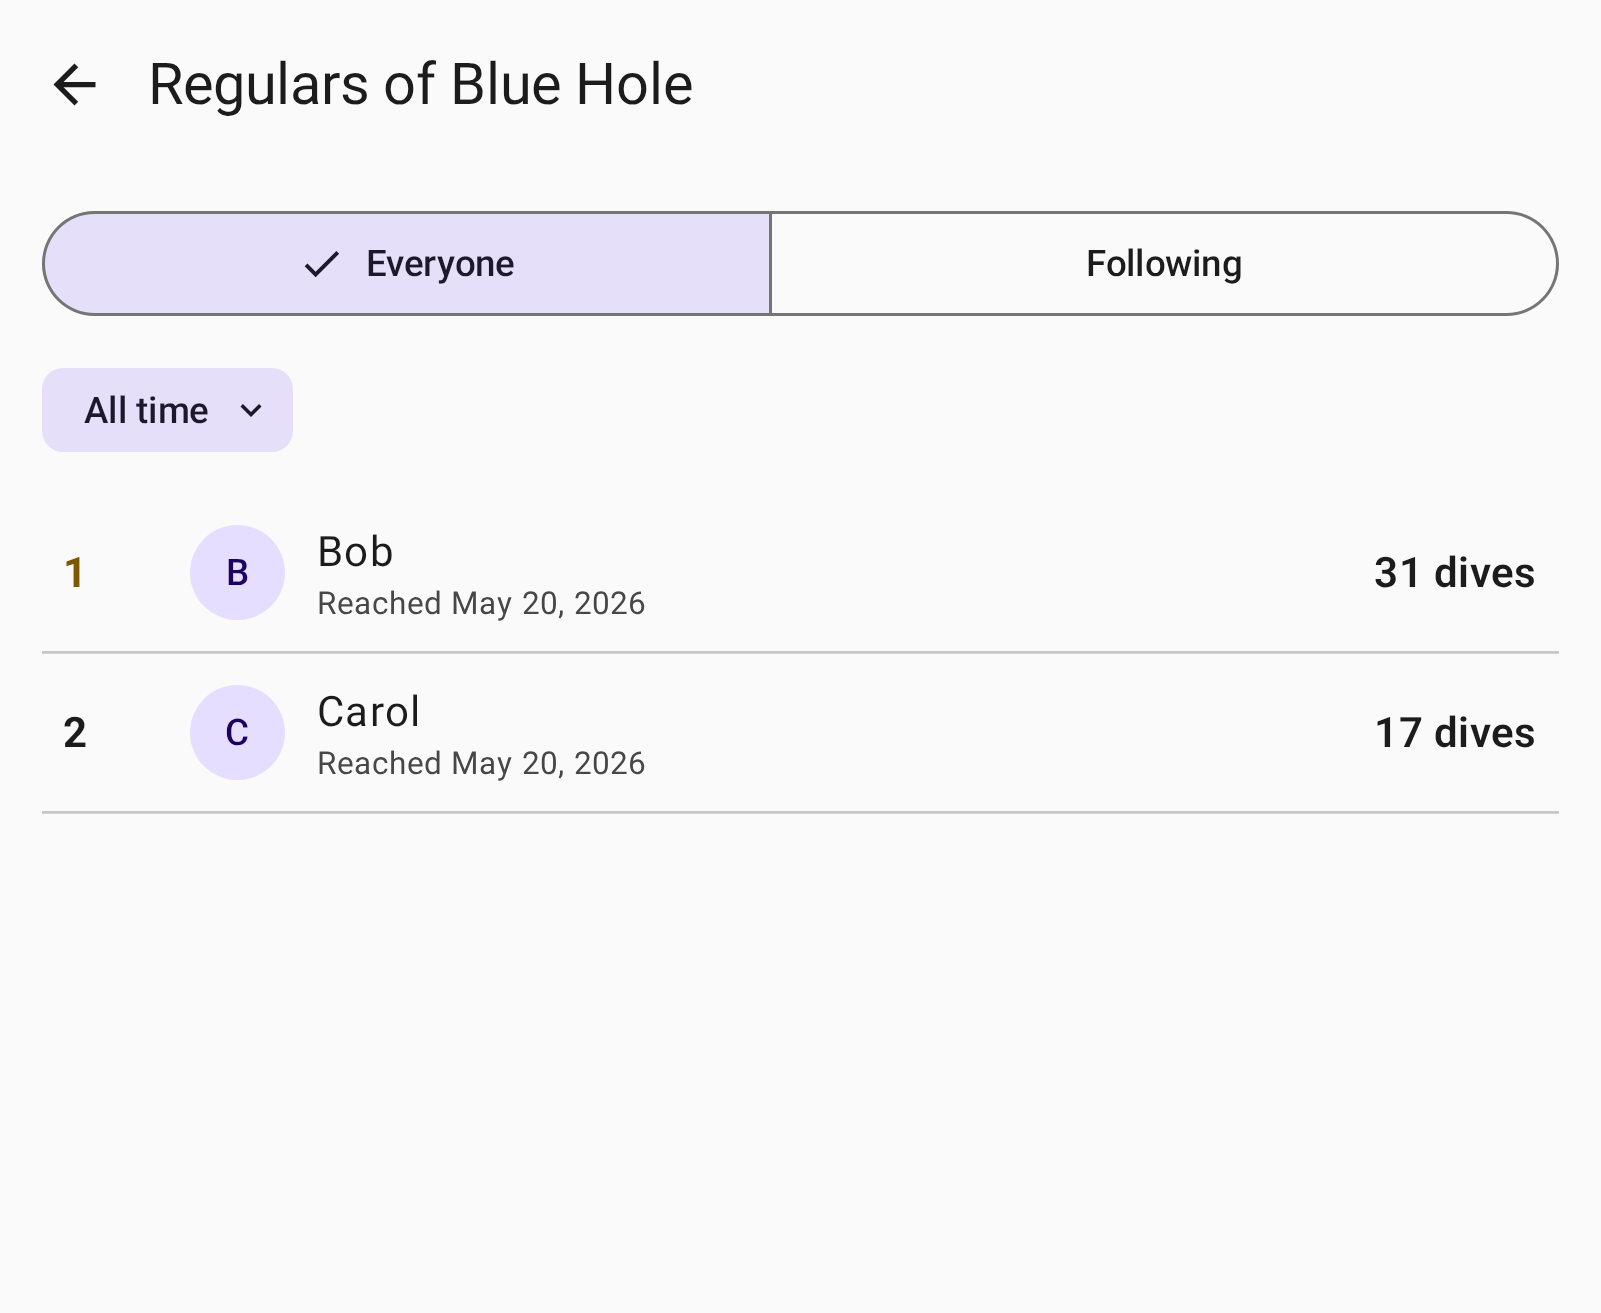 Regulars of Blue Hole
Everyone
Following
All time
1
B
Bob
Reached May 20, 2026
31 dives
2
C
Carol
Reached May 20, 2026
17 dives